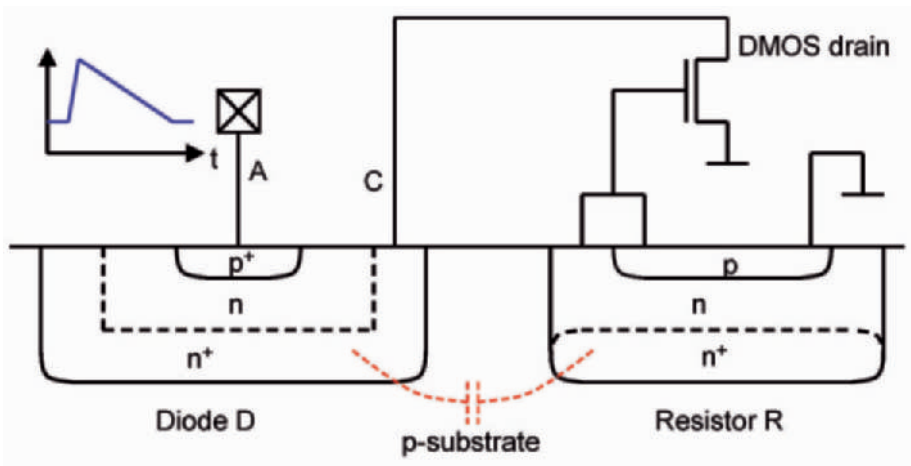 DMOS drain
t
A
C
p+
p
n
n
n+
n+
Diode D
Resistor R
p-substrate